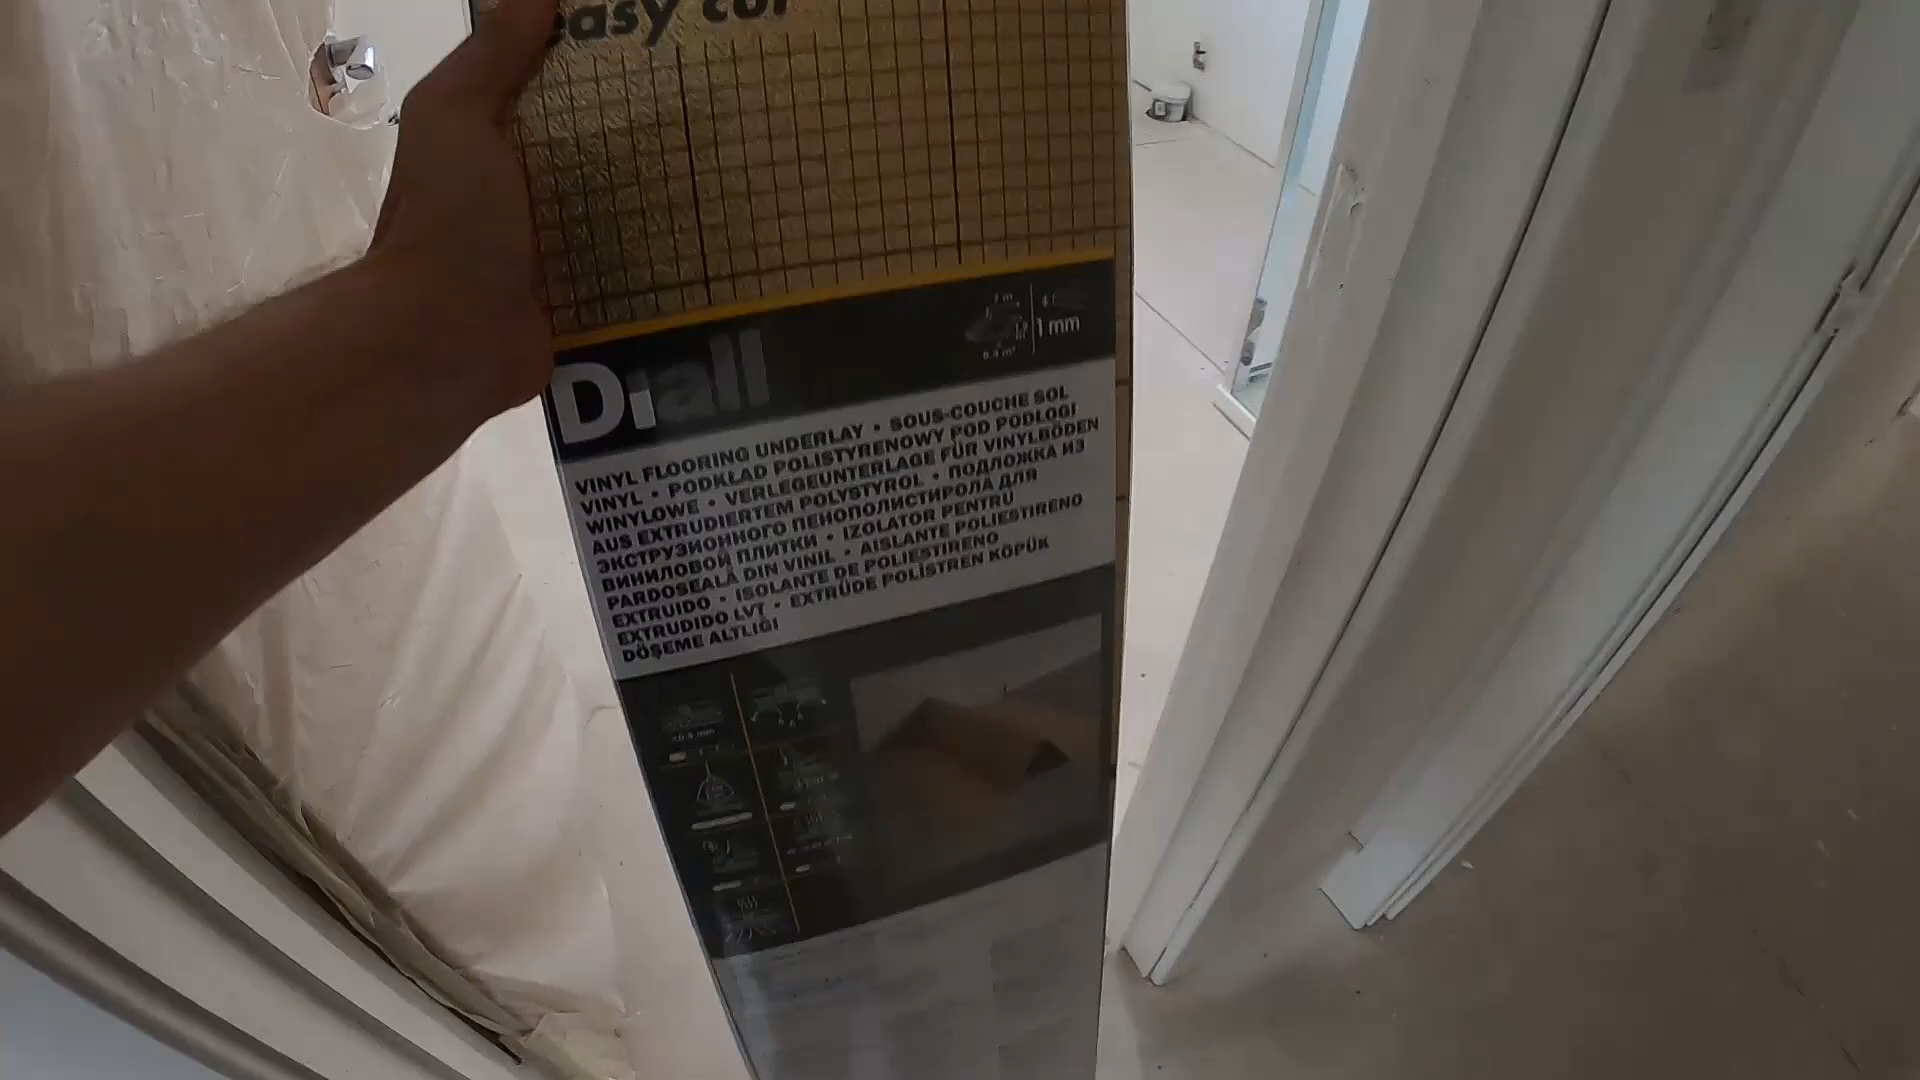 easy cut
1 mm
Diall
VINYL FLOORING UNDERLAY • SOUS-COUCHE SOL
VINYL • PODKŁAD POLISTYRENOWY POD PODŁOGI
WINYLOWE • VERLEGEUNTERLAGE FÜR VINYLBÖDEN
AUS EXTRUDIERTEM POLYSTYROL • ПОДЛОЖКА ИЗ
ЭКСТРУЗИОННОГО ПЕНОПОЛИСТИРОЛА ДЛЯ
ВИНИЛОВОЙ ПЛИТКИ • IZOLATOR PENTRU
PARDOSEALĂ DIN VINIL • AISLANTE POLIESTIRENO
EXTRUIDO • ISOLANTE DE POLIESTIRENO
EXTRUDIDO LVT • EXTRÜDE POLİSTREN KÖPÜK
DÖŞEME ALTLIĞI